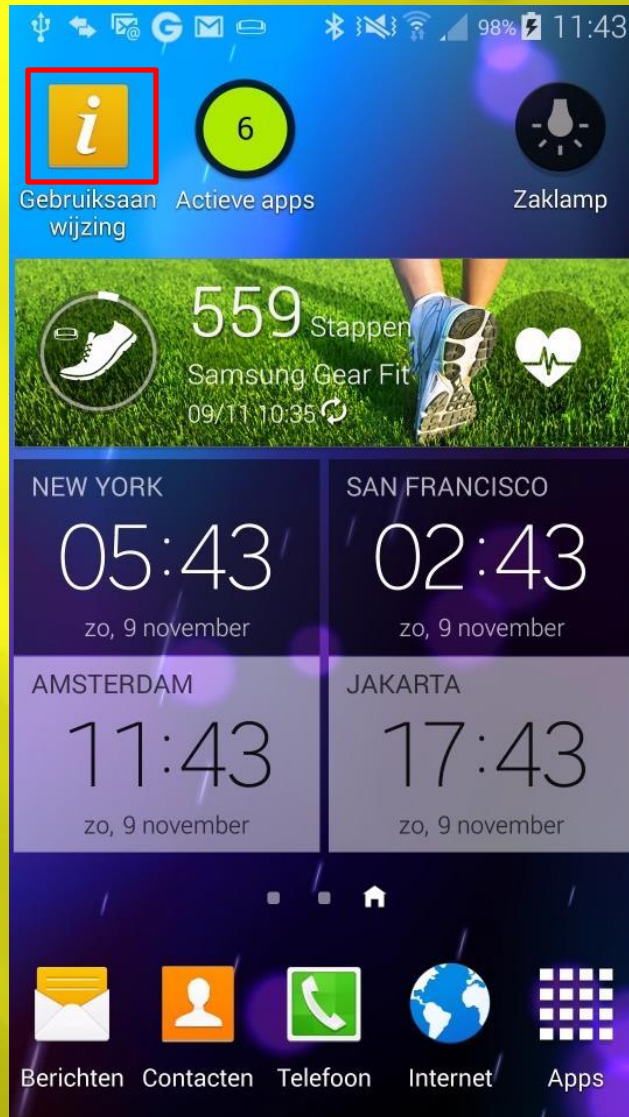 98% 11:43
i
6
Gebruiksaan
wijzing
Actieve apps
Zaklamp
559 Stappen
Samsung Gear Fit
09/11 10:35
NEW YORK
05:43
zo, 9 november
SAN FRANCISCO
02:43
zo, 9 november
AMSTERDAM
11:43
zo, 9 november
JAKARTA
17:43
zo, 9 november
Berichten
Contacten
Telefoon
Internet
Apps